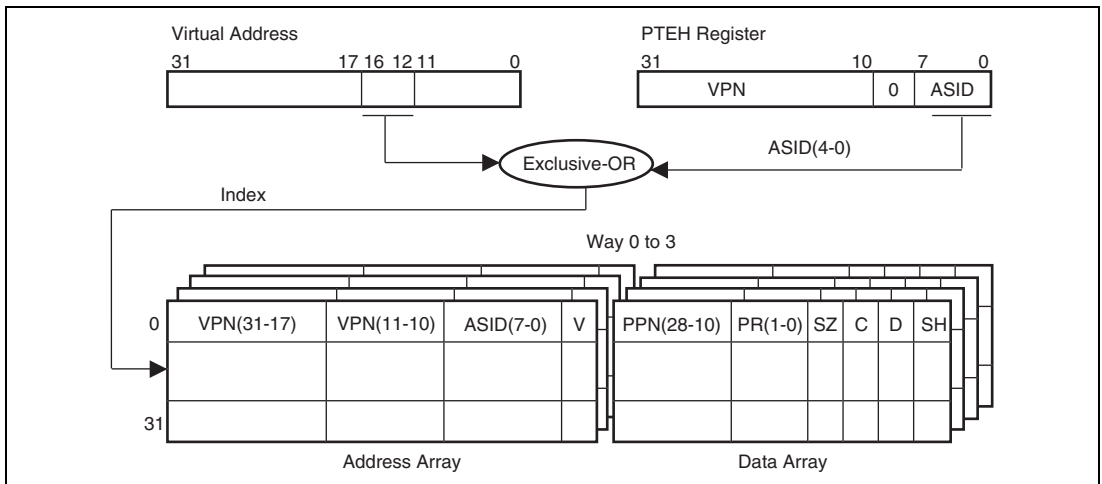 Virtual Address
31 17 16 12 11 0
PTEH Register
31 10 7 0
VPN 0 ASID
ASID(4-0)
Exclusive-OR
Index
Way 0 to 3
0 VPN(31-17) VPN(11-10) ASID(7-0) V PPN(28-10) PR(1-0) SZ C D SH
31
Address Array Data Array